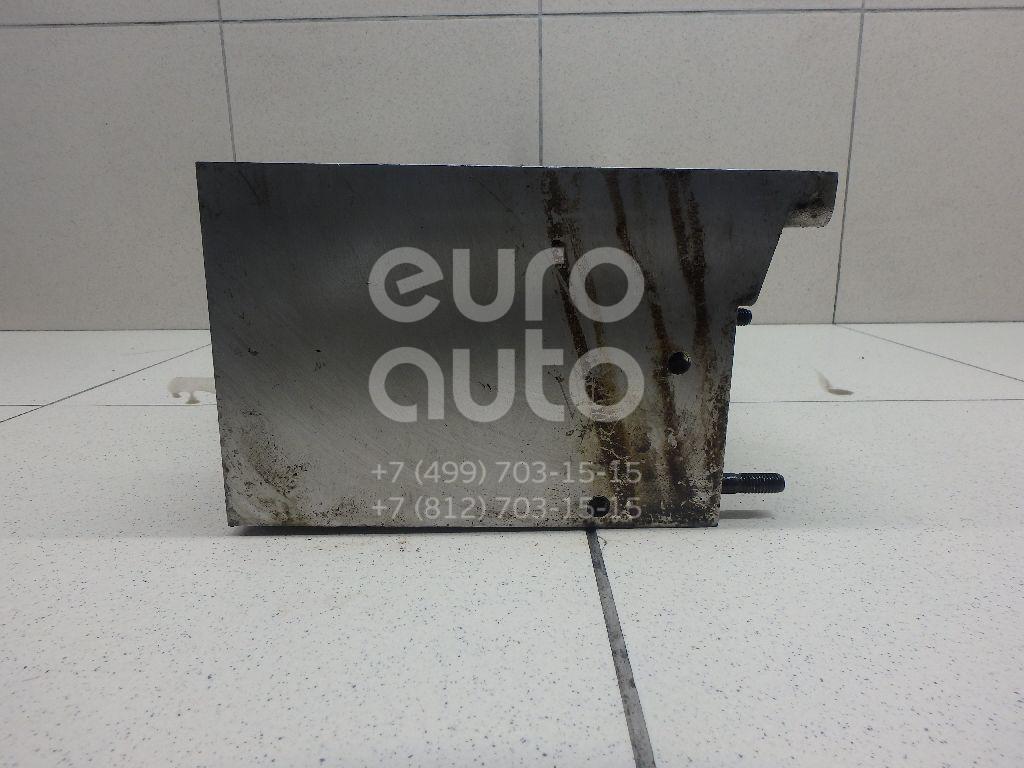 euro
auto
+7 (499) 703-15-15
+7 (812) 703-15-15